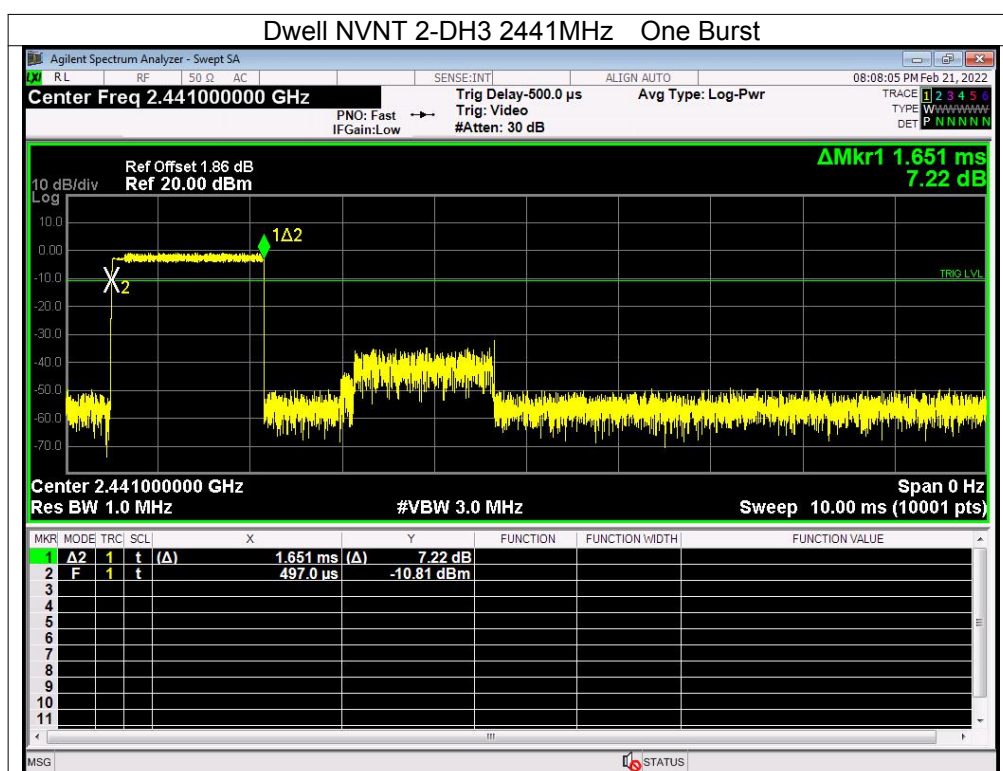 Dwell NVNT 2-DH3 2441MHz One Burst
Agilent Spectrum Analyzer - Swept SA
LXI RL RF 50 Ω AC SENSE:INT ALIGN AUTO 08:08:05 PM Feb 21, 2022
Center Freq 2.441000000 GHz Trig Delay-500.0 µs Avg Type: Log-Pwr TRACE 1 2 3 4 5 6
PNO: Fast Trig: Video TYPE WWWWWW
IFGain:Low #Atten: 30 dB DET P N N N N N
ΔMkr1 1.651 ms
Ref Offset 1.86 dB
10 dB/div Ref 20.00 dBm 7.22 dB
Log
10.0
1Δ2
0.00
-10.0 TRIG LVL
2
-20.0
-30.0
-40.0
-50.0
-60.0
-70.0
Center 2.441000000 GHz Span 0 Hz
Res BW 1.0 MHz #VBW 3.0 MHz Sweep 10.00 ms (10001 pts)
MKR MODE TRC SCL X Y FUNCTION FUNCTION WIDTH FUNCTION VALUE
1 Δ2 1 t (Δ) 1.651 ms (Δ) 7.22 dB
2 F 1 t 497.0 µs -10.81 dBm
3
4
5
6
7
8
9
10
11
MSG STATUS